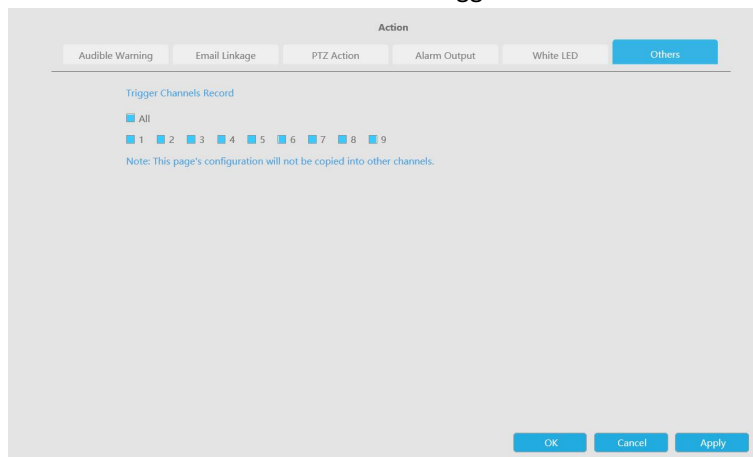 Action
Audible Warning Email Linkage PTZ Action Alarm Output White LED Others
Trigger Channels Record
All
1 2 3 4 5 6 7 8 9
Note: This page's configuration will not be copied into other channels.
OK Cancel Apply